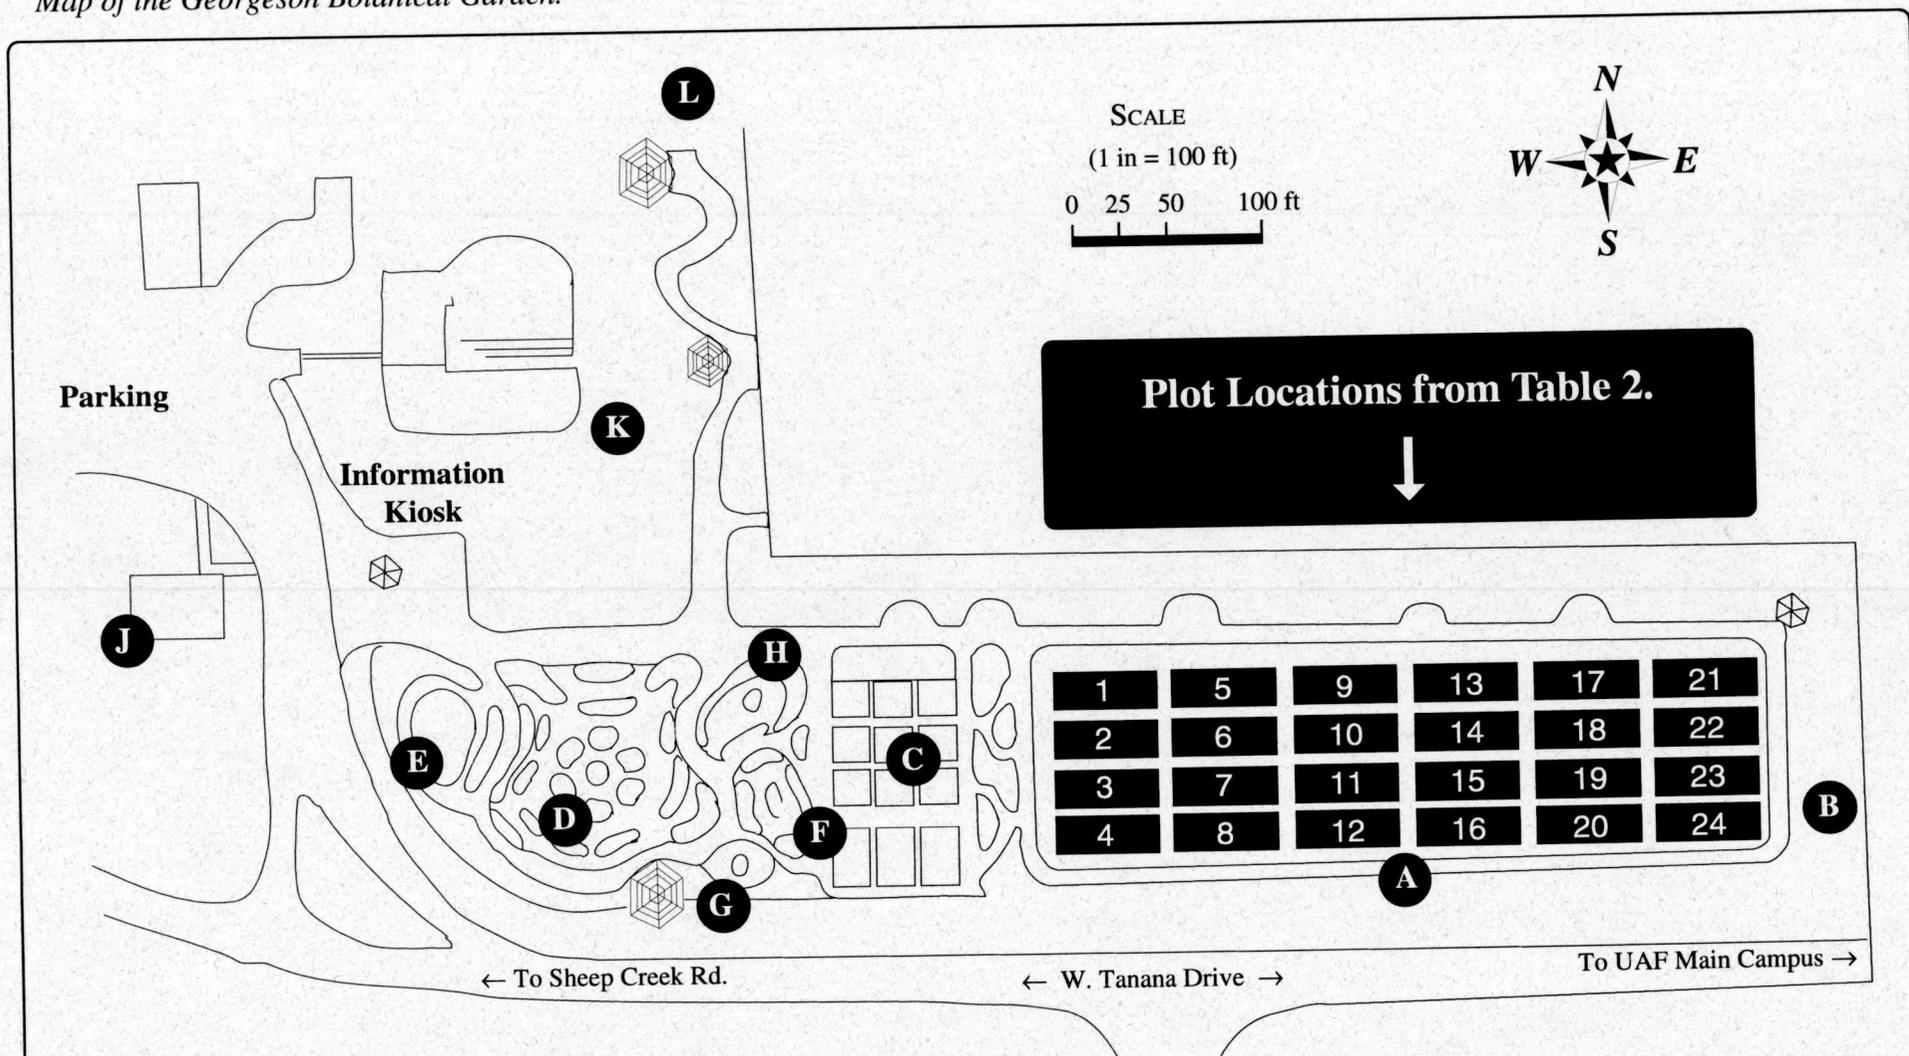 Map of the Georgeson Botanical Garden.
L
SCALE
(1 in = 100 ft)
0 25 50 100 ft
N
W E
S
Plot Locations from Table 2.
↓
Parking
K
Information
Kiosk
J
H
E
D
C
F
G
1 5 9 13 17 21
2 6 10 14 18 22
3 7 11 15 19 23
4 8 12 16 20 24
B
A
← To Sheep Creek Rd.
← W. Tanana Drive →
To UAF Main Campus →